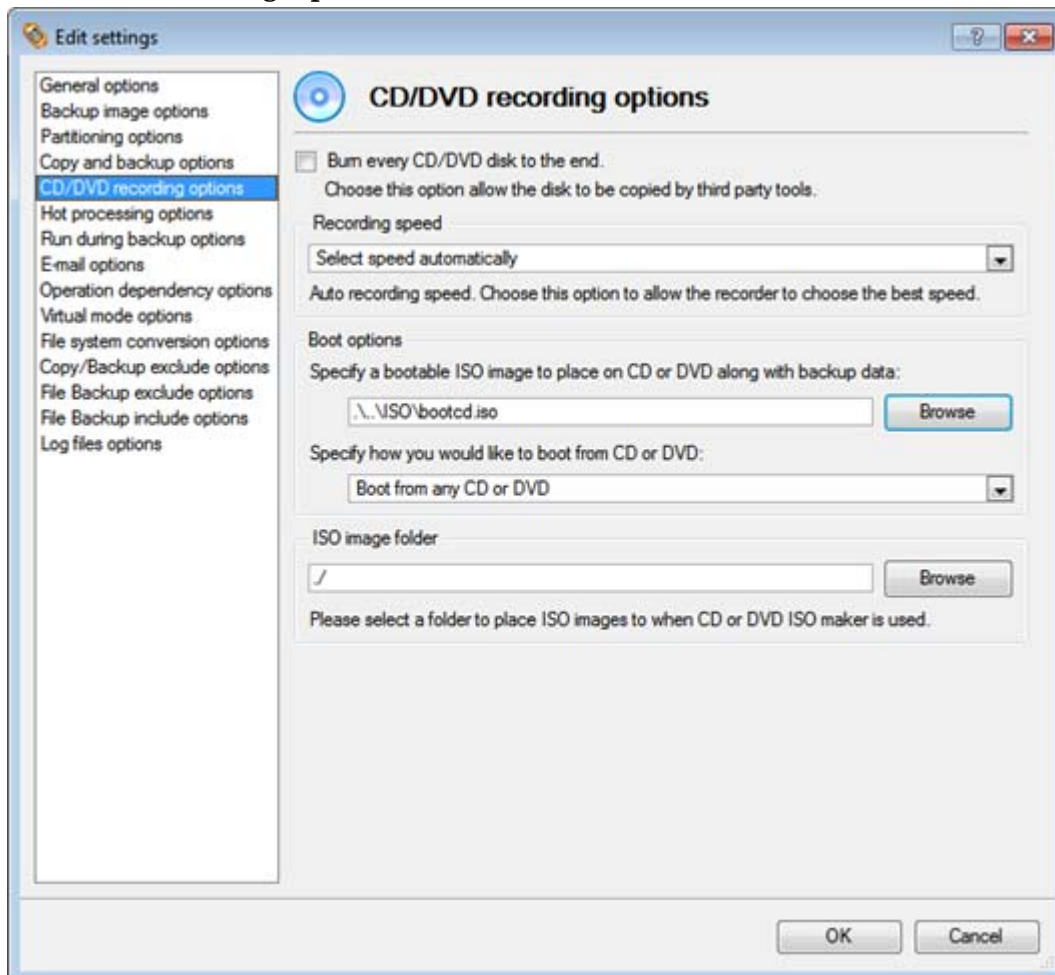 Edit settings
General options
Backup image options
Partitioning options
Copy and backup options
CD/DVD recording options
Hot processing options
Run during backup options
E-mail options
Operation dependency options
Virtual mode options
File system conversion options
Copy/Backup exclude options
File Backup exclude options
File Backup include options
Log files options
CD/DVD recording options
Burn every CD/DVD disk to the end.
Choose this option allow the disk to be copied by third party tools.
Recording speed
Select speed automatically
Auto recording speed. Choose this option to allow the recorder to choose the best speed.
Boot options
Specify a bootable ISO image to place on CD or DVD along with backup data:
.\..\ISO\bootcd.iso
Browse
Specify how you would like to boot from CD or DVD:
Boot from any CD or DVD
ISO image folder
./
Browse
Please select a folder to place ISO images to when CD or DVD ISO maker is used.
OK
Cancel